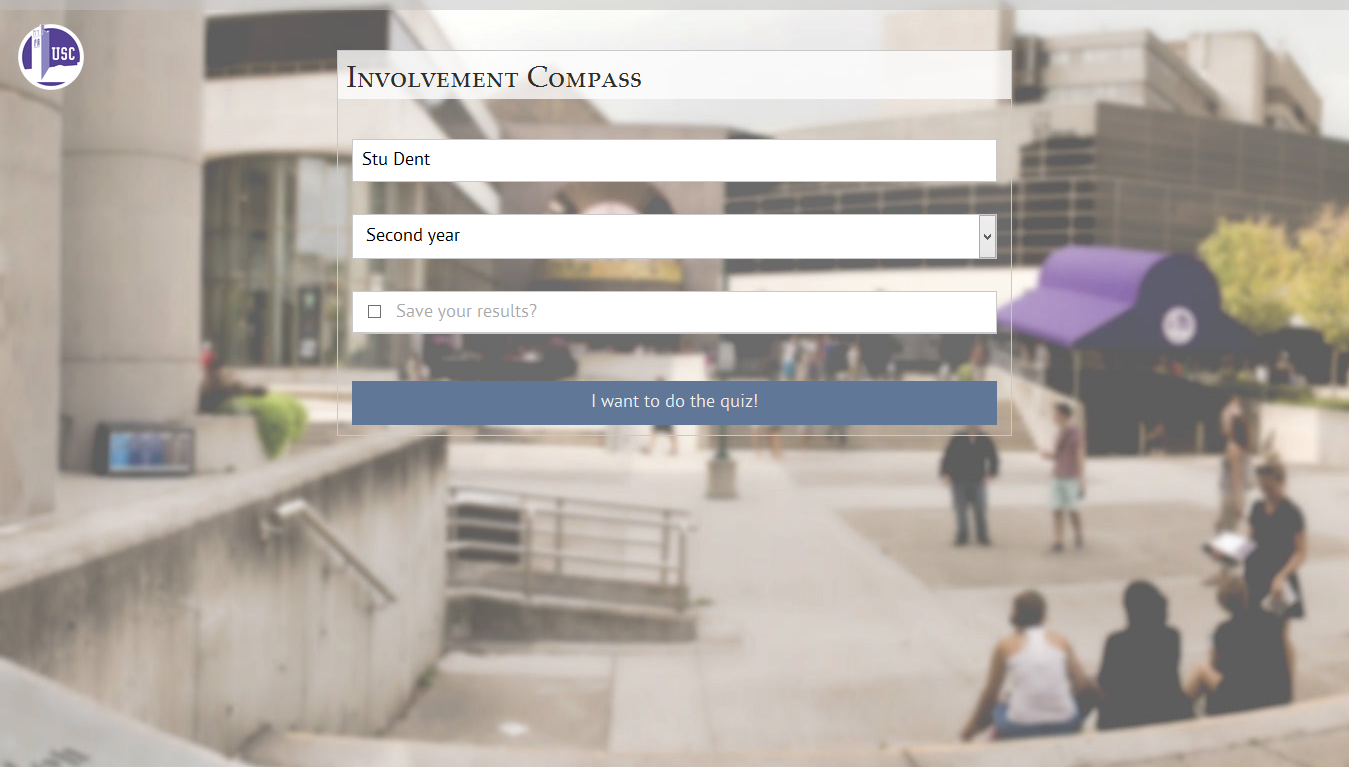 USC
Involvement Compass
Stu Dent
Second year
Save your results?
I want to do the quiz!